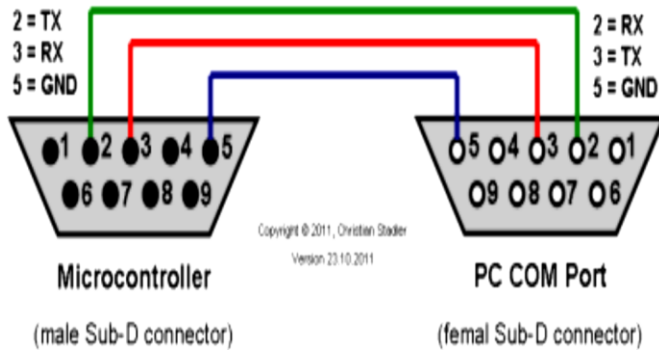 2 = TX
3 = RX
5 = GND
2 = RX
3 = TX
5 = GND
1 2 3 4 5
6 7 8 9
5 4 3 2 1
9 8 7 6
Copyright © 2011, Christian Stadler
Version 23.10.2011
Microcontroller
(male Sub-D connector)
PC COM Port
(femal Sub-D connector)